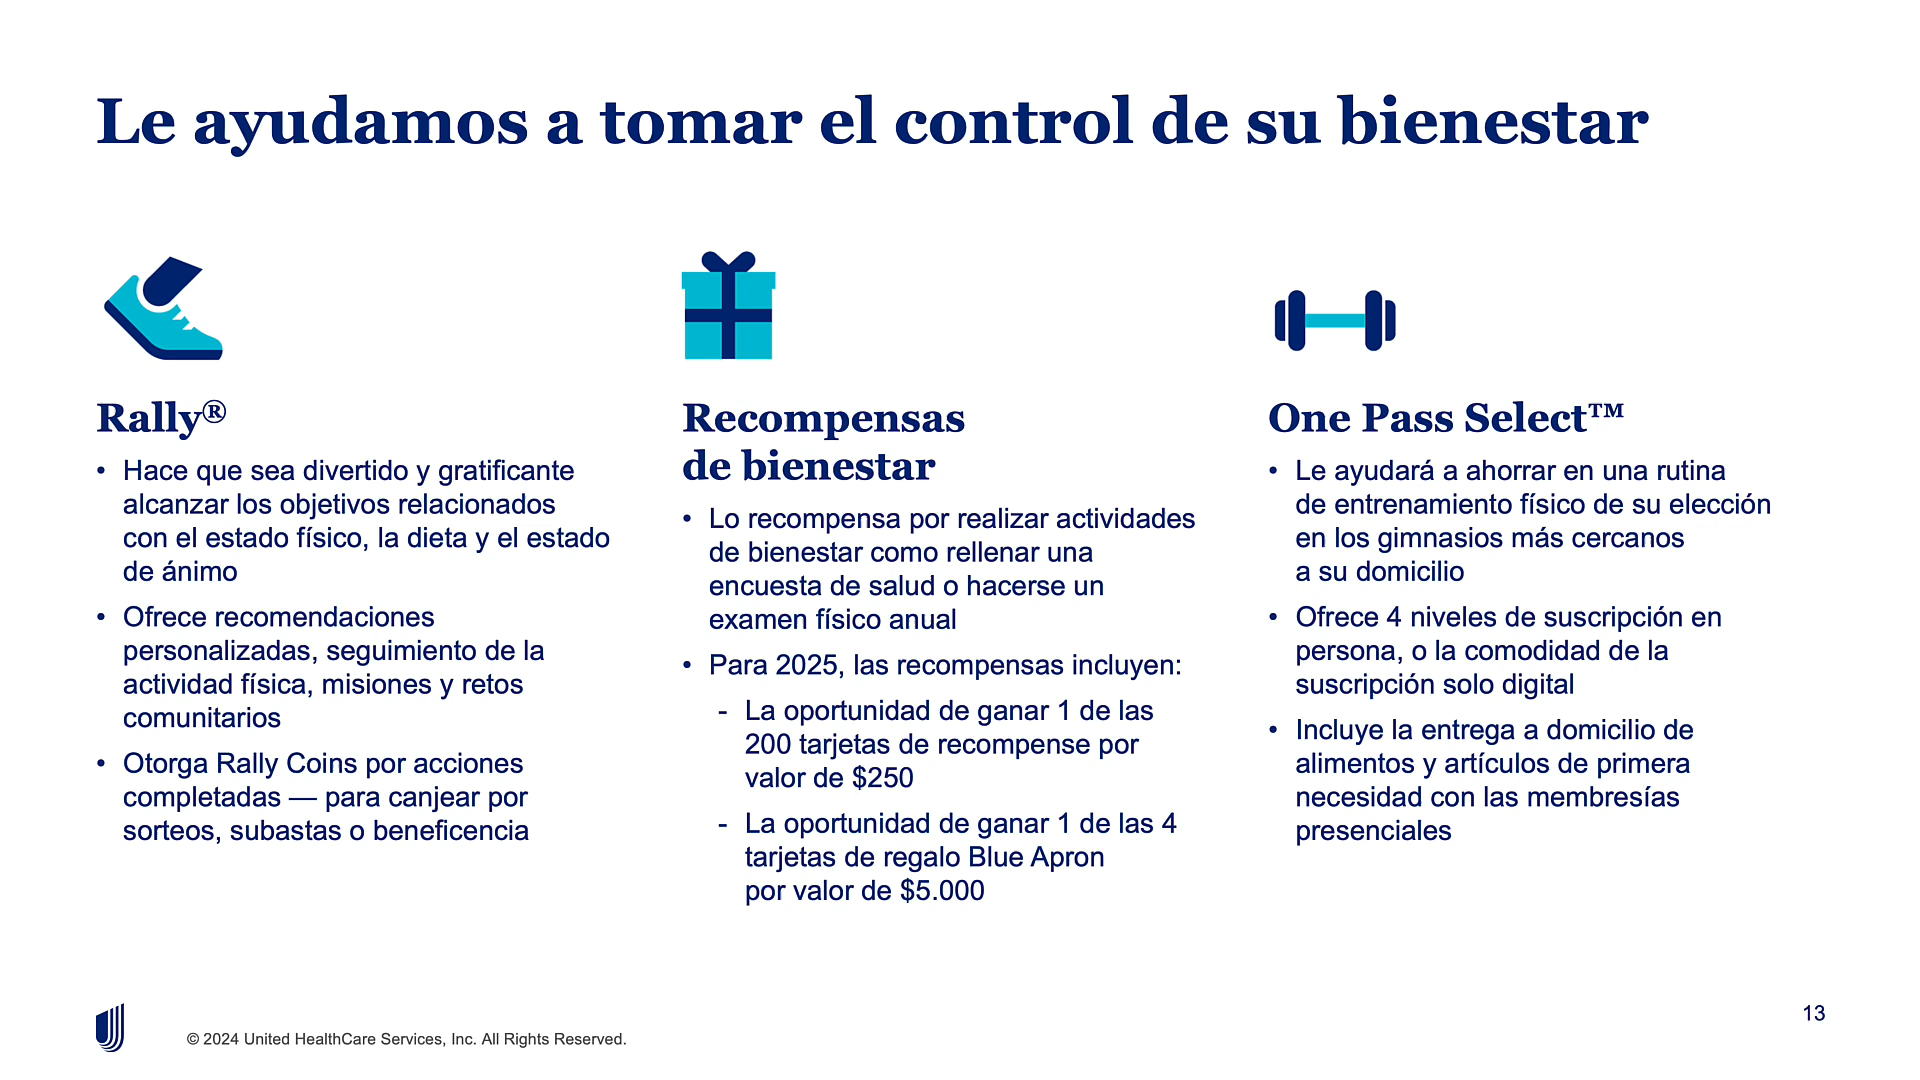 Le ayudamos a tomar el control de su bienestar
Rally®
• Hace que sea divertido y gratificante
alcanzar los objetivos relacionados
con el estado físico, la dieta y el estado
de ánimo
• Ofrece recomendaciones
personalizadas, seguimiento de la
actividad física, misiones y retos
comunitarios
• Otorga Rally Coins por acciones
completadas — para canjear por
sorteos, subastas o beneficencia
Recompensas
de bienestar
• Lo recompensa por realizar actividades
de bienestar como rellenar una
encuesta de salud o hacerse un
examen físico anual
• Para 2025, las recompensas incluyen:
- La oportunidad de ganar 1 de las
200 tarjetas de recompense por
valor de $250
- La oportunidad de ganar 1 de las 4
tarjetas de regalo Blue Apron
por valor de $5.000
One Pass Select™
• Le ayudará a ahorrar en una rutina
de entrenamiento físico de su elección
en los gimnasios más cercanos
a su domicilio
• Ofrece 4 niveles de suscripción en
persona, o la comodidad de la
suscripción solo digital
• Incluye la entrega a domicilio de
alimentos y artículos de primera
necesidad con las membresías
presenciales
© 2024 United HealthCare Services, Inc. All Rights Reserved.
13